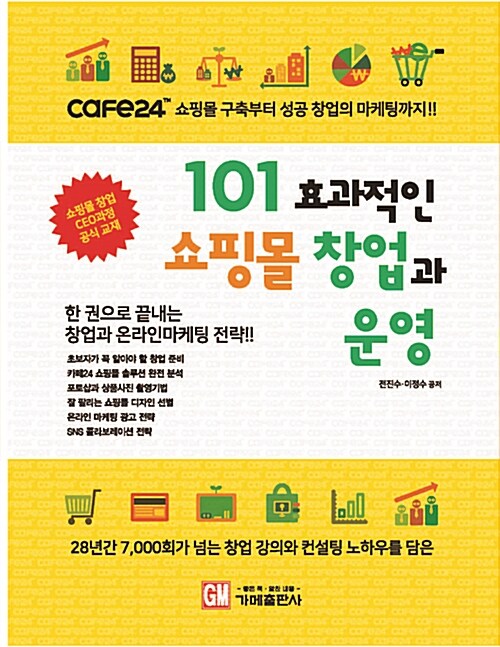 cafe24™ 쇼핑몰 구축부터 성공 창업의 마케팅까지!!
쇼핑몰 창업
CEO과정
공식 교재
101 효과적인
쇼핑몰 창업과
운영
전진수·이정수 공저
한 권으로 끝내는
창업과 온라인마케팅 전략!!
초보자가 꼭 알아야 할 창업 준비
카페24 쇼핑몰 솔루션 완전 분석
포토샵과 상품사진 촬영기법
잘 팔리는 쇼핑몰 디자인 선별
온라인 마케팅 광고 전략
SNS 콜라보레이션 전략
28년간 7,000회가 넘는 창업 강의와 컨설팅 노하우를 담은
GM
- 좋은 책·알찬 내용 -
가메출판사